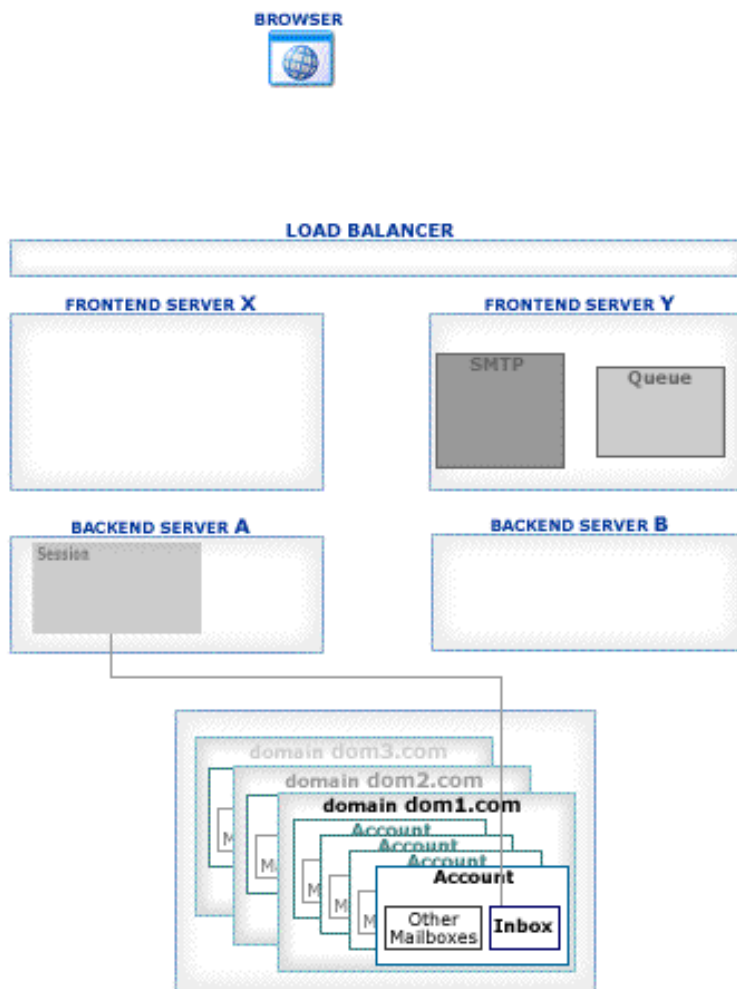 BROWSER
LOAD BALANCER
FRONTEND SERVER X
FRONTEND SERVER Y
SMTP
Queue
BACKEND SERVER A
BACKEND SERVER B
Session
domain dom3.com
domain dom2.com
domain dom1.com
Account
Account
Account
Account
Other
Mailboxes
Inbox